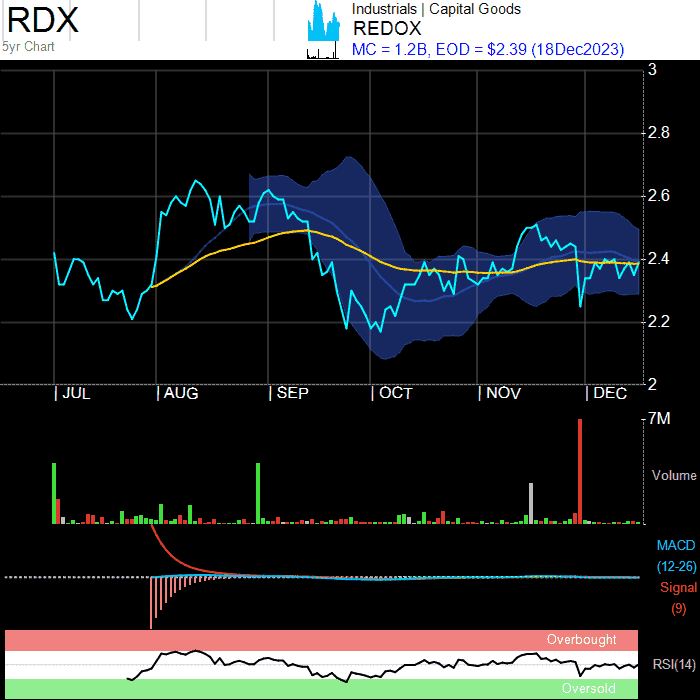 RDX
5yr Chart
Industrials | Capital Goods
REDOX
MC = 1.2B, EOD = $2.39 (18Dec2023)
3
2.8
2.6
2.4
2.2
2
| JUL | AUG | SEP | OCT | NOV | DEC
7M
Volume
MACD
(12-26)
Signal
(9)
Overbought
RSI(14)
Oversold